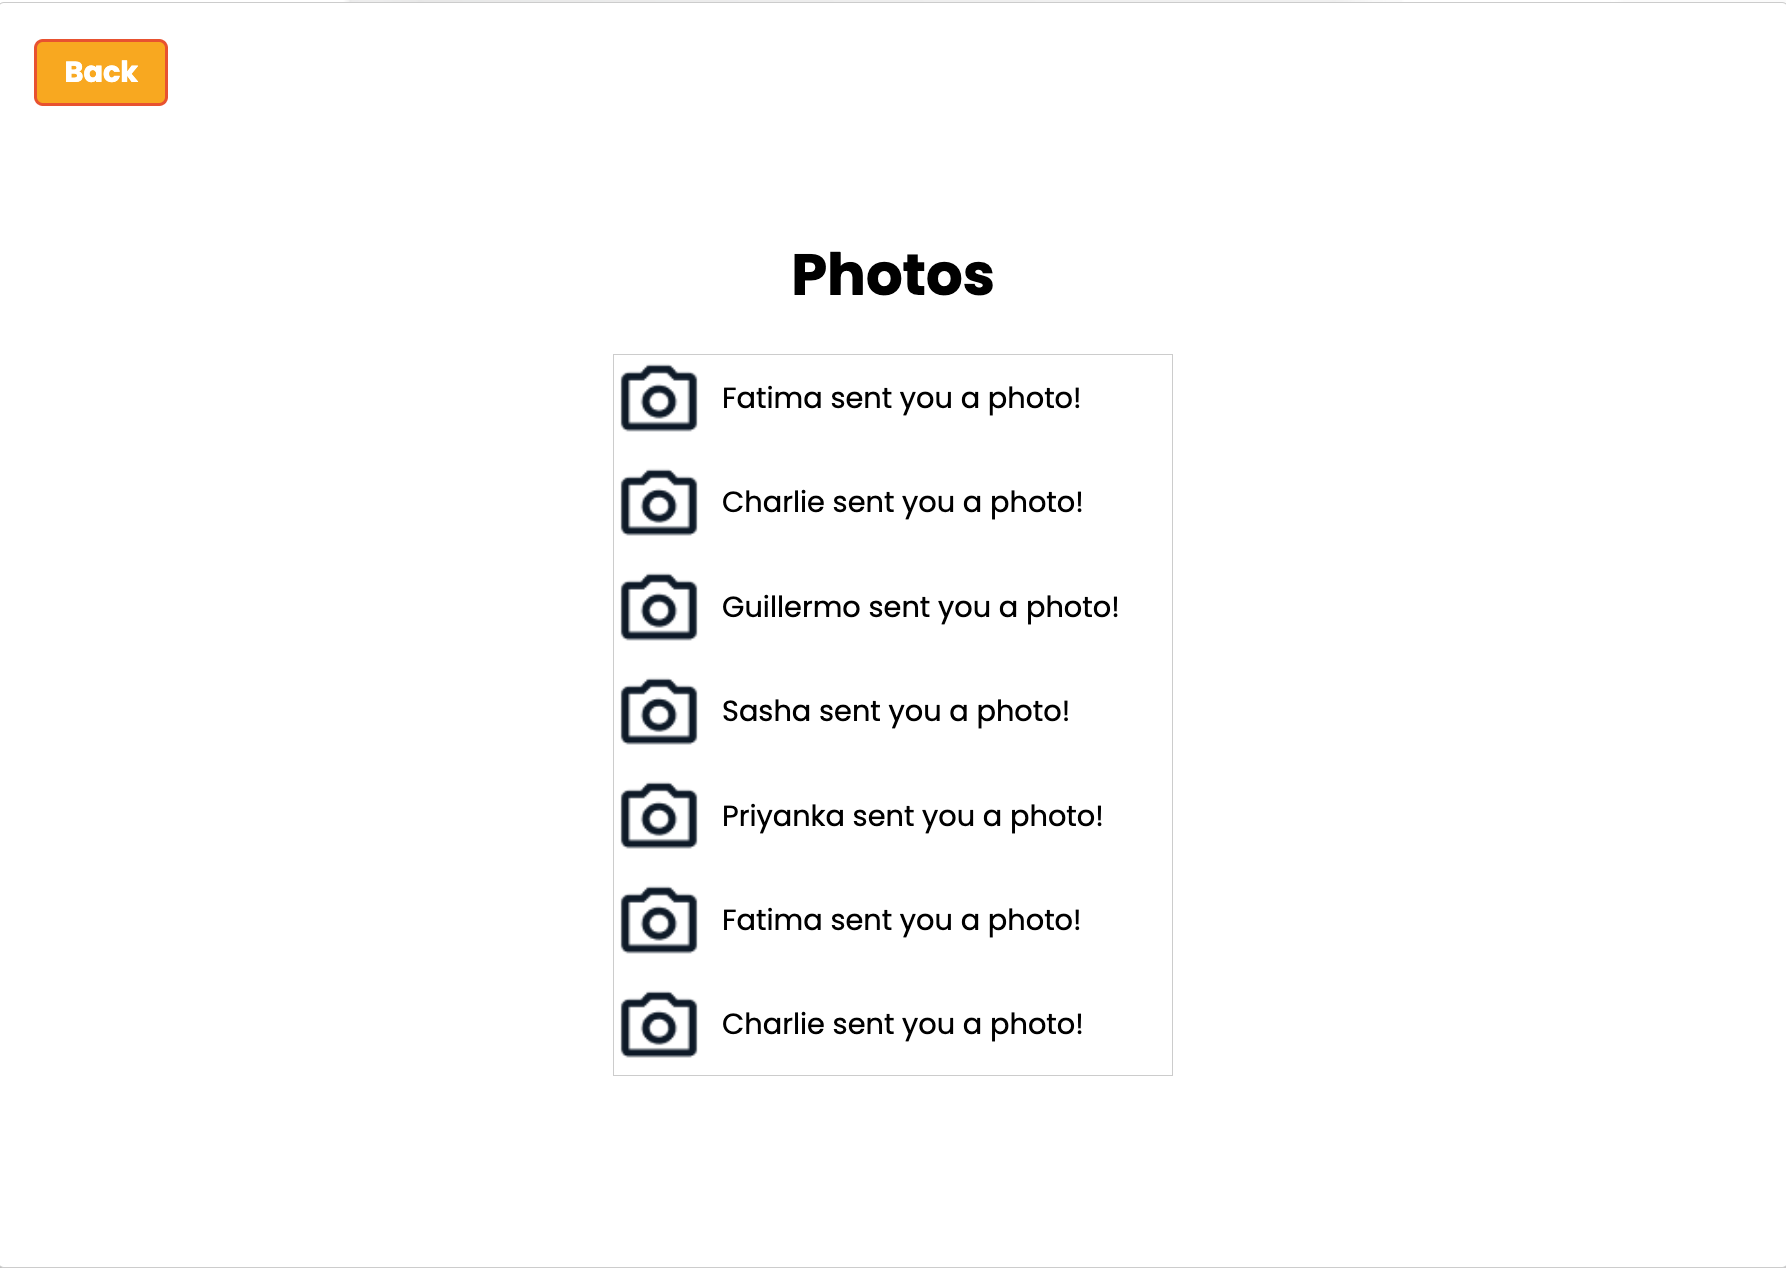 Back
Photos
Fatima sent you a photo!
Charlie sent you a photo!
Guillermo sent you a photo!
Sasha sent you a photo!
Priyanka sent you a photo!
Fatima sent you a photo!
Charlie sent you a photo!